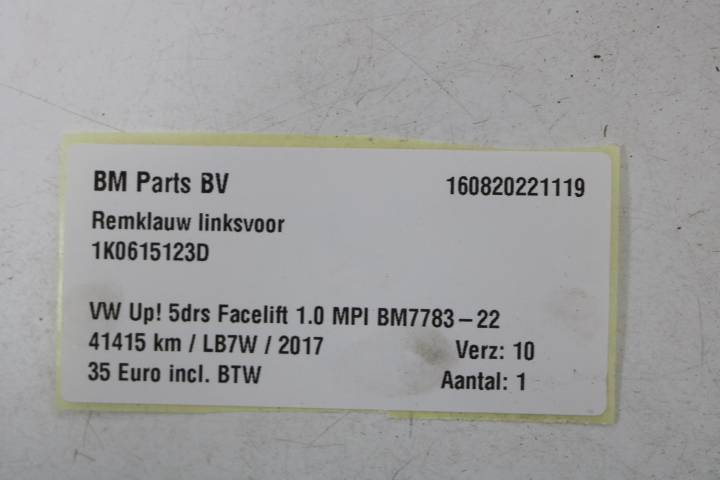 BM Parts BV 160820221119
Remklauw linksvoor
1K0615123D
VW Up! 5drs Facelift 1.0 MPI BM7783-22
41415 km / LB7W / 2017 Verz: 10
35 Euro incl. BTW Aantal: 1